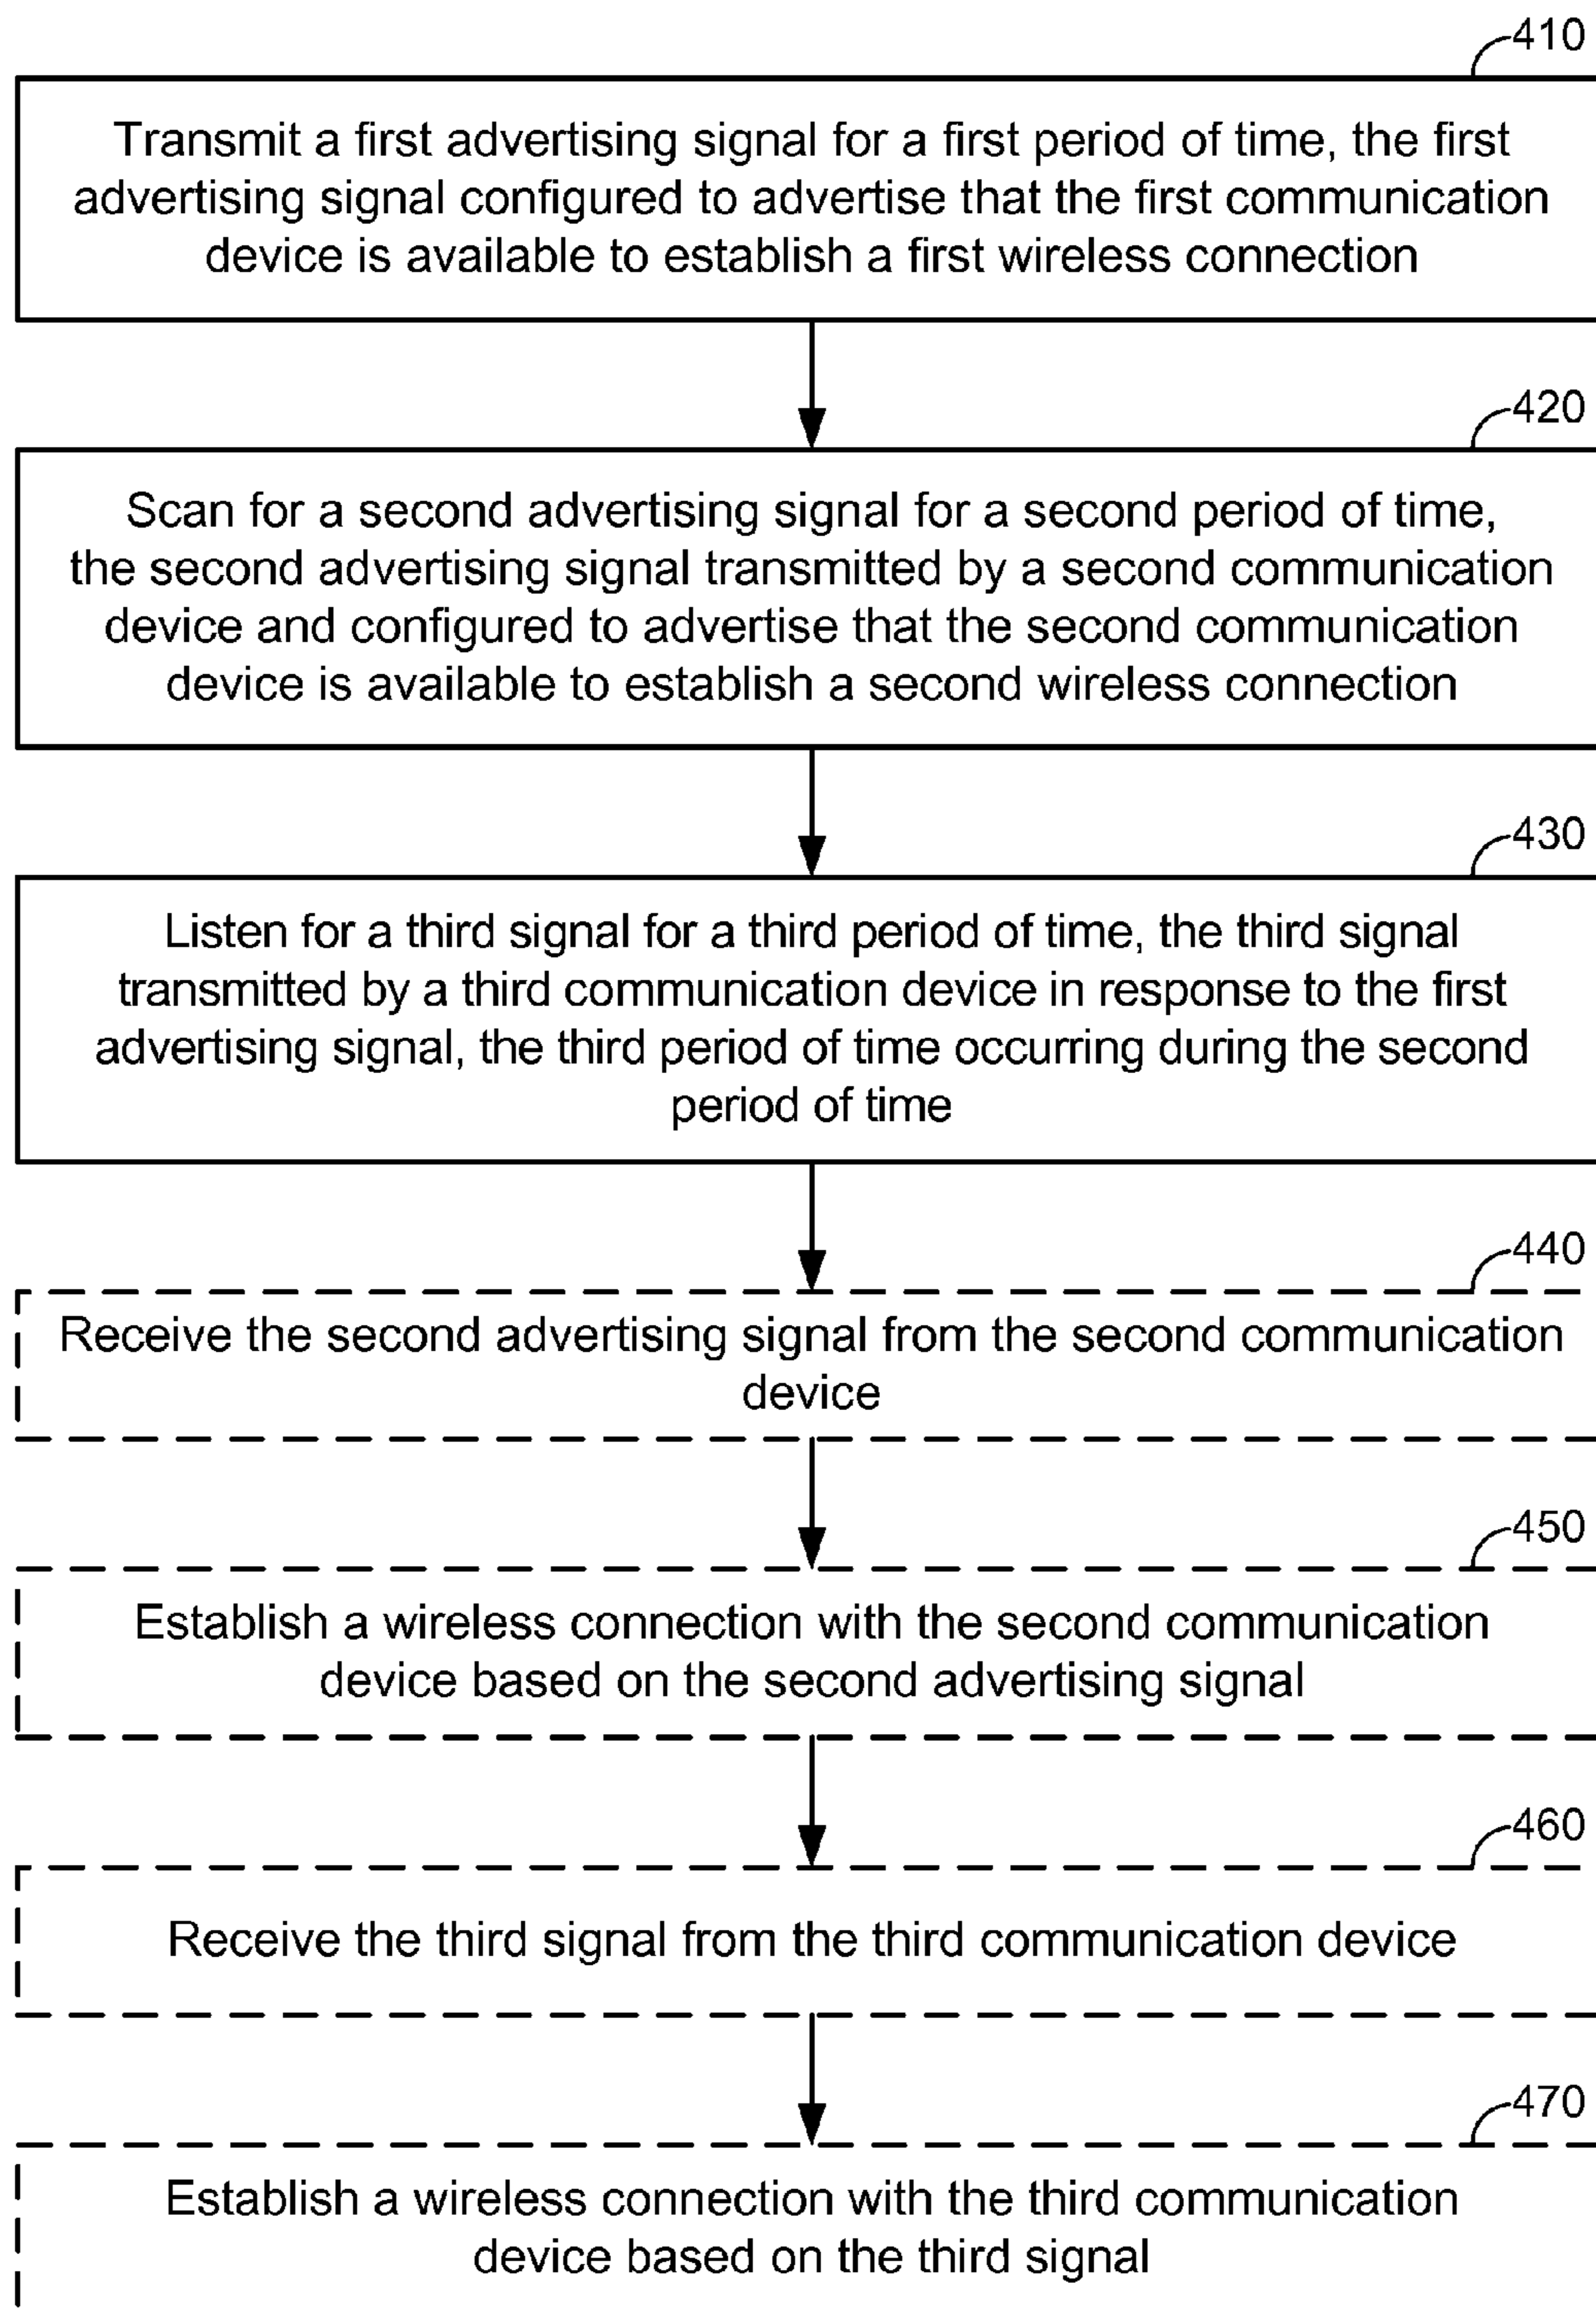 410
Transmit a first advertising signal for a first period of time, the first
advertising signal configured to advertise that the first communication
device is available to establish a first wireless connection
420
Scan for a second advertising signal for a second period of time,
the second advertising signal transmitted by a second communication
device and configured to advertise that the second communication
device is available to establish a second wireless connection
430
Listen for a third signal for a third period of time, the third signal
transmitted by a third communication device in response to the first
advertising signal, the third period of time occurring during the second
period of time
440
Receive the second advertising signal from the second communication
device
450
Establish a wireless connection with the second communication
device based on the second advertising signal
460
Receive the third signal from the third communication device
470
Establish a wireless connection with the third communication
device based on the third signal